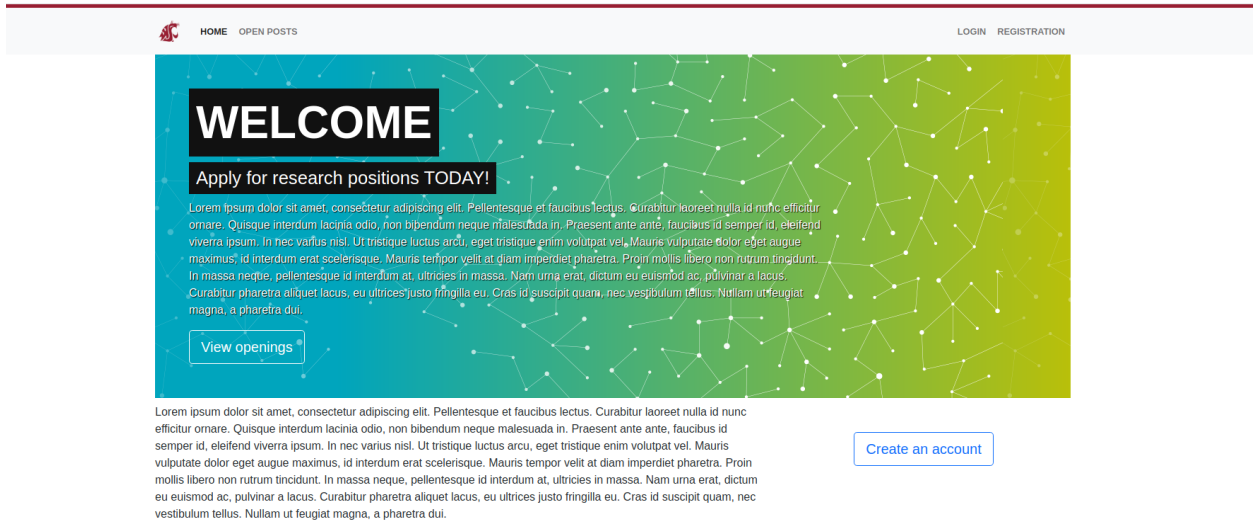 HOME OPEN POSTS LOGIN REGISTRATION
WELCOME
Apply for research positions TODAY!
Lorem ipsum dolor sit amet, consectetur adipiscing elit. Pellentesque et faucibus lectus. Curabitur laoreet nulla id nunc efficitur
ornare. Quisque interdum lacinia odio, non bibendum neque malesuada in. Praesent ante ante, faucibus id semper id, eleifend
viverra ipsum. In nec varius nisl. Ut tristique luctus arcu, eget tristique enim volutpat vel. Mauris vulputate dolor eget augue
maximus, id interdum erat scelerisque. Mauris tempor velit at diam imperdiet pharetra. Proin mollis libero non rutrum tincidunt.
In massa neque, pellentesque id interdum at, ultricies in massa. Nam urna erat, dictum eu euismod ac, pulvinar a lacus.
Curabitur pharetra aliquet lacus, eu ultrices justo fringilla eu. Cras id suscipit quam, nec vestibulum tellus. Nullam ut feugiat
magna, a pharetra dui.
View openings
Lorem ipsum dolor sit amet, consectetur adipiscing elit. Pellentesque et faucibus lectus. Curabitur laoreet nulla id nunc
efficitur ornare. Quisque interdum lacinia odio, non bibendum neque malesuada in. Praesent ante ante, faucibus id
semper id, eleifend viverra ipsum. In nec varius nisl. Ut tristique luctus arcu, eget tristique enim volutpat vel. Mauris
vulputate dolor eget augue maximus, id interdum erat scelerisque. Mauris tempor velit at diam imperdiet pharetra. Proin
mollis libero non rutrum tincidunt. In massa neque, pellentesque id interdum at, ultricies in massa. Nam urna erat, dictum
eu euismod ac, pulvinar a lacus. Curabitur pharetra aliquet lacus, eu ultrices justo fringilla eu. Cras id suscipit quam, nec
vestibulum tellus. Nullam ut feugiat magna, a pharetra dui.
Create an account